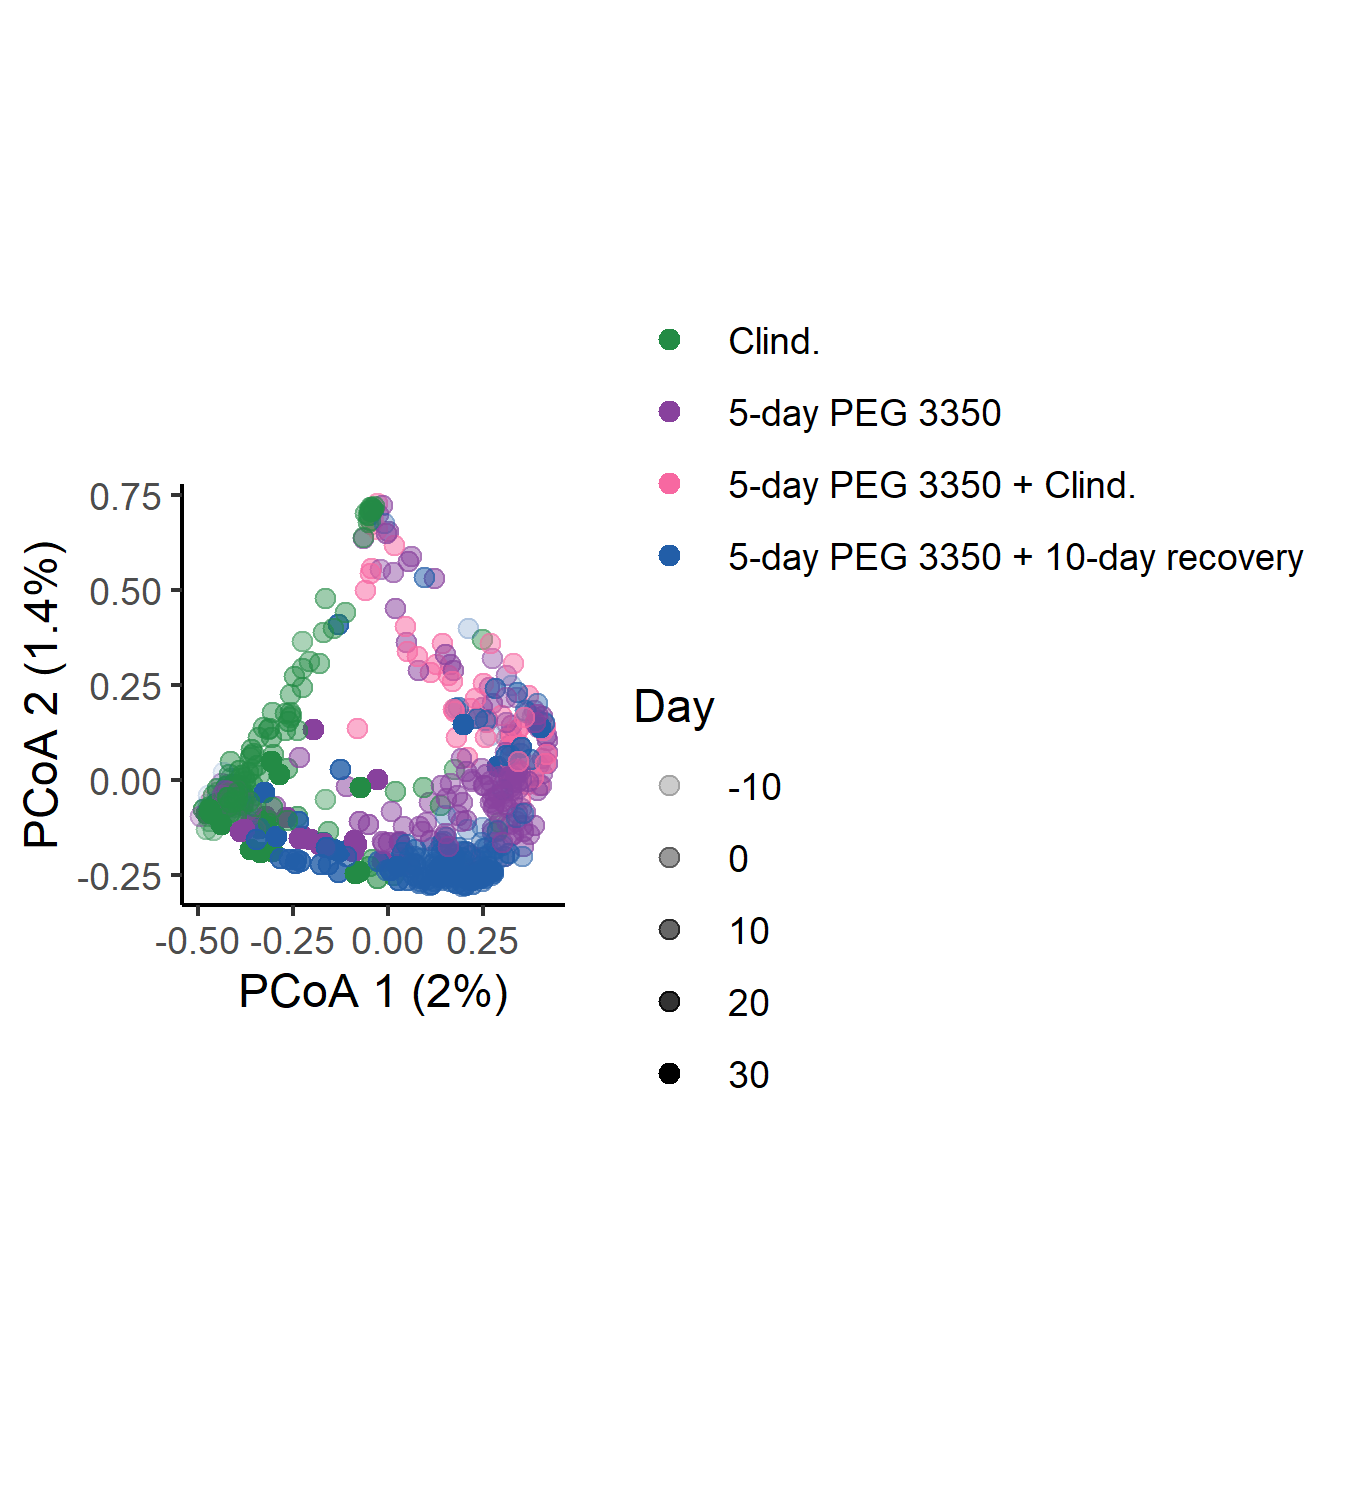 Clind.
5-day PEG 3350
5-day PEG 3350 + Clind.
5-day PEG 3350 + 10-day recovery
Day
-10
0
10
20
30
0.75
0.50
0.25
0.00
-0.25
PCoA 2 (1.4%)
-0.50 -0.25 0.00 0.25
PCoA 1 (2%)